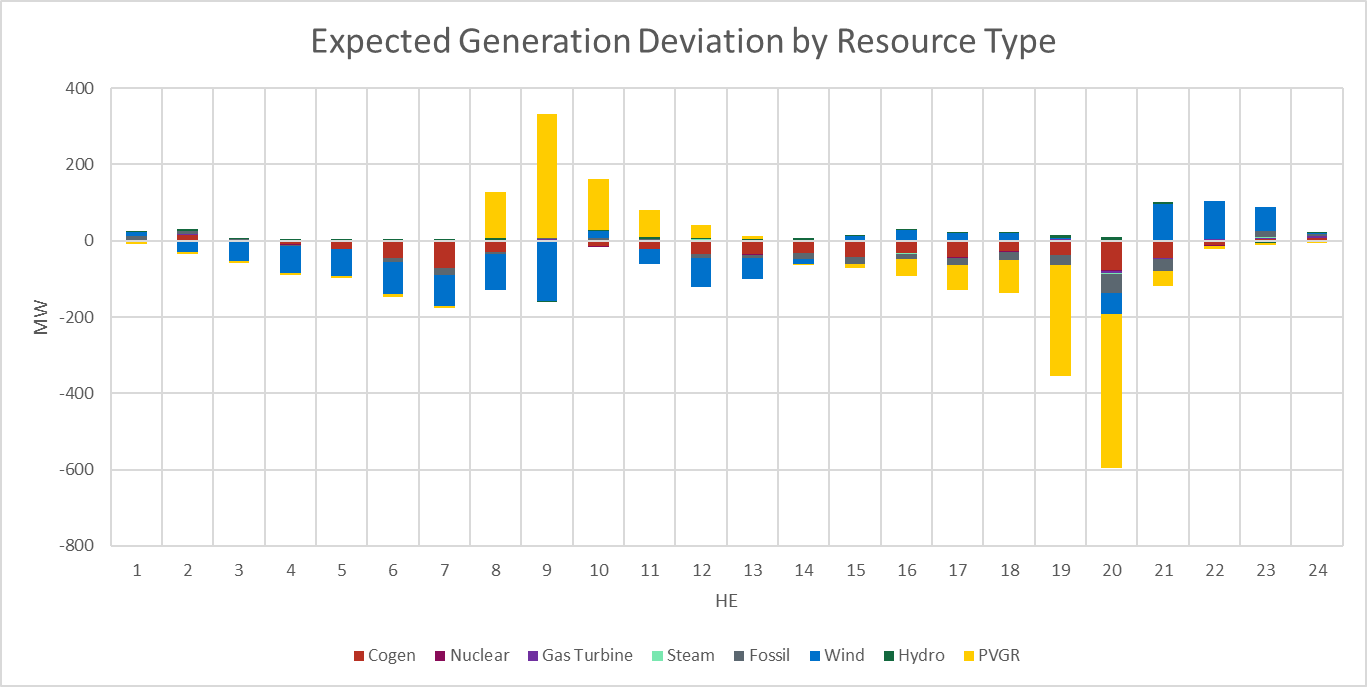 Expected Generation Deviation by Resource Type
400
200
0
-200
-400
-600
-800
MW
1 2 3 4 5 6 7 8 9 10 11 12 13 14 15 16 17 18 19 20 21 22 23 24
HE
Cogen Nuclear Gas Turbine Steam Fossil Wind Hydro PVGR